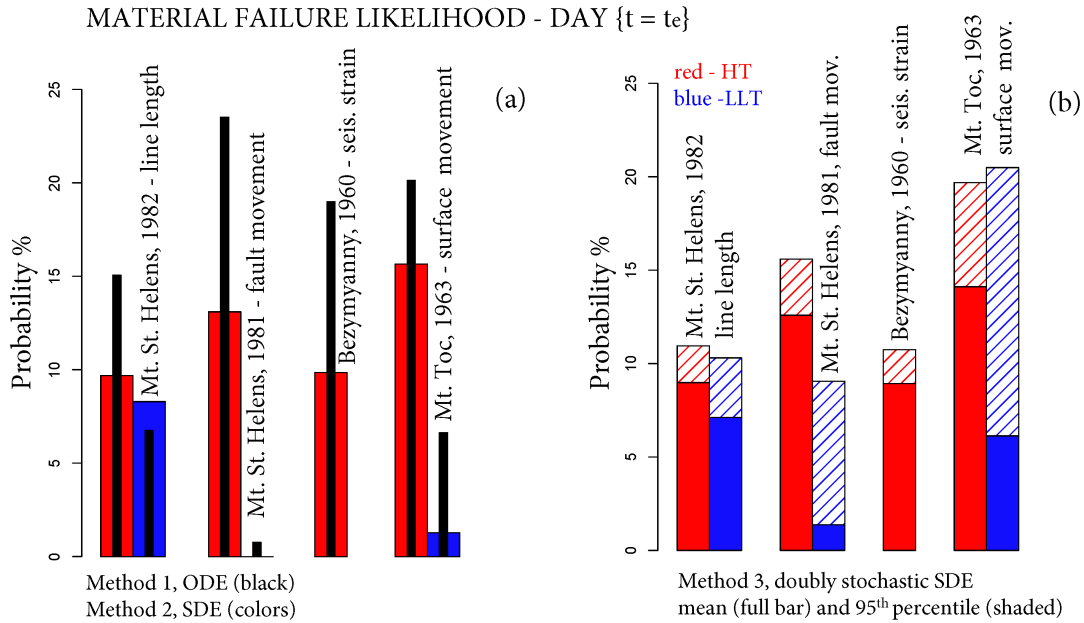 MATERIAL FAILURE LIKELIHOOD - DAY {t = te}
(a)
Probability %
25
20
15
10
5
0
Mt. St. Helens, 1982 - line length
Mt. St. Helens, 1981 - fault movement
Bezymyanny, 1960 - seis. strain
Mt. Toc, 1963 - surface movement
Method 1, ODE (black)
Method 2, SDE (colors)
(b)
red - HT
blue -LLT
Probability %
25
20
15
10
5
0
Mt. St. Helens, 1982
line length
Mt. St. Helens, 1981, fault mov.
Bezymyanny, 1960 - seis. strain
Mt. Toc, 1963
surface mov.
Method 3, doubly stochastic SDE
mean (full bar) and 95th percentile (shaded)